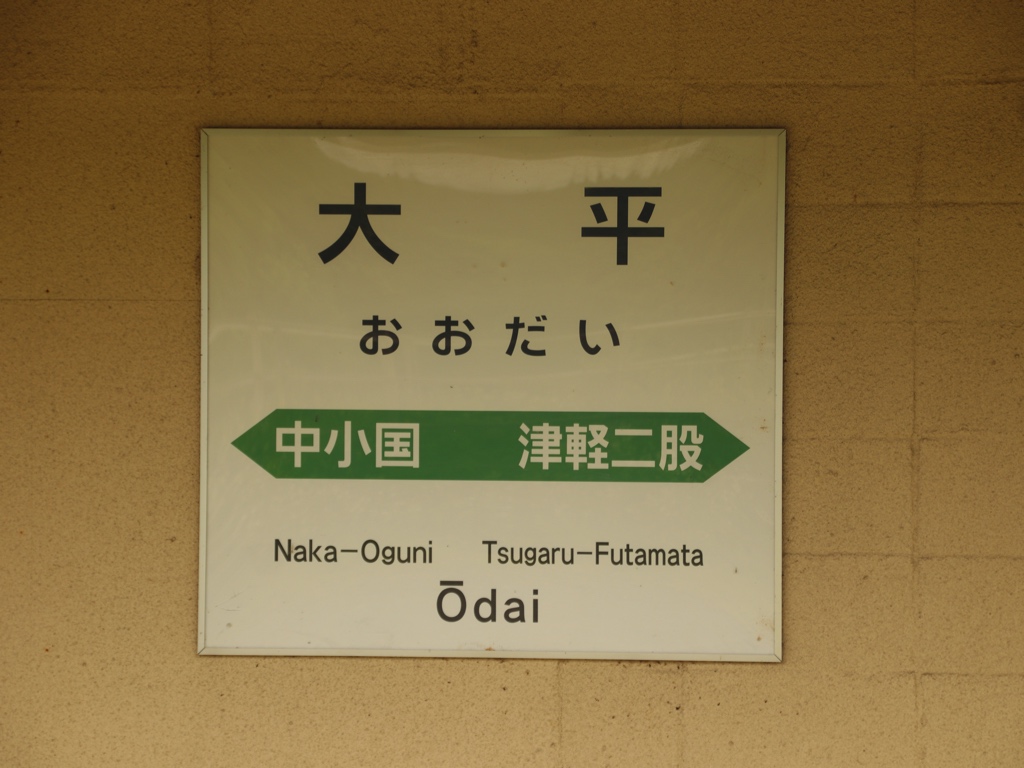 大平
おおだい
中小国 津軽二股
Naka-Oguni Tsugaru-Futamata
Ōdai